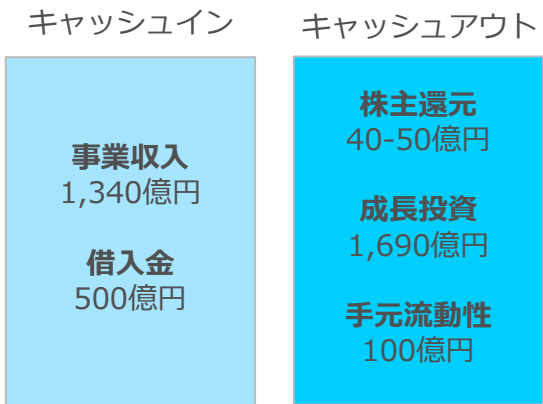 キャッシュイン
事業収入
1,340億円
借入金
500億円
キャッシュアウト
株主還元
40-50億円
成長投資
1,690億円
手元流動性
100億円